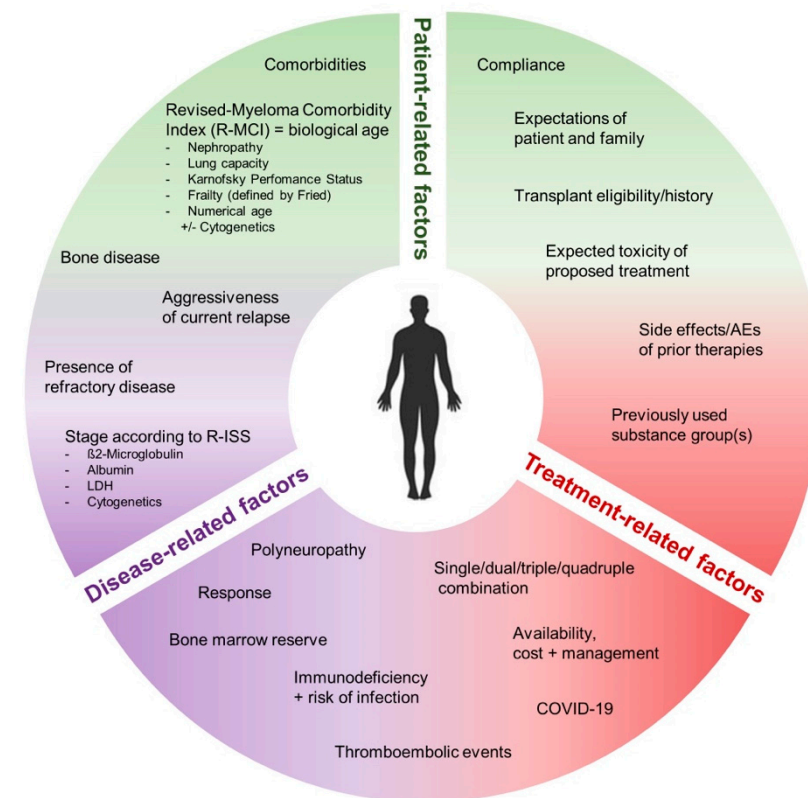 Patient-related factors
Comorbidities
Revised-Myeloma Comorbidity
Index (R-MCI) = biological age
- Nephropathy
- Lung capacity
- Karnofsky Perfomance Status
- Frailty (defined by Fried)
- Numerical age
+/- Cytogenetics
Bone disease
Aggressiveness
of current relapse
Presence of
refractory disease
Stage according to R-ISS
- ß2-Microglobulin
- Albumin
- LDH
- Cytogenetics
Compliance
Expectations of
patient and family
Transplant eligibility/history
Expected toxicity of
proposed treatment
Side effects/AEs
of prior therapies
Previously used
substance group(s)
Disease-related factors
Treatment-related factors
Polyneuropathy
Response
Bone marrow reserve
Immunodeficiency
+ risk of infection
Thromboembolic events
Single/dual/triple/quadruple
combination
Availability,
cost + management
COVID-19